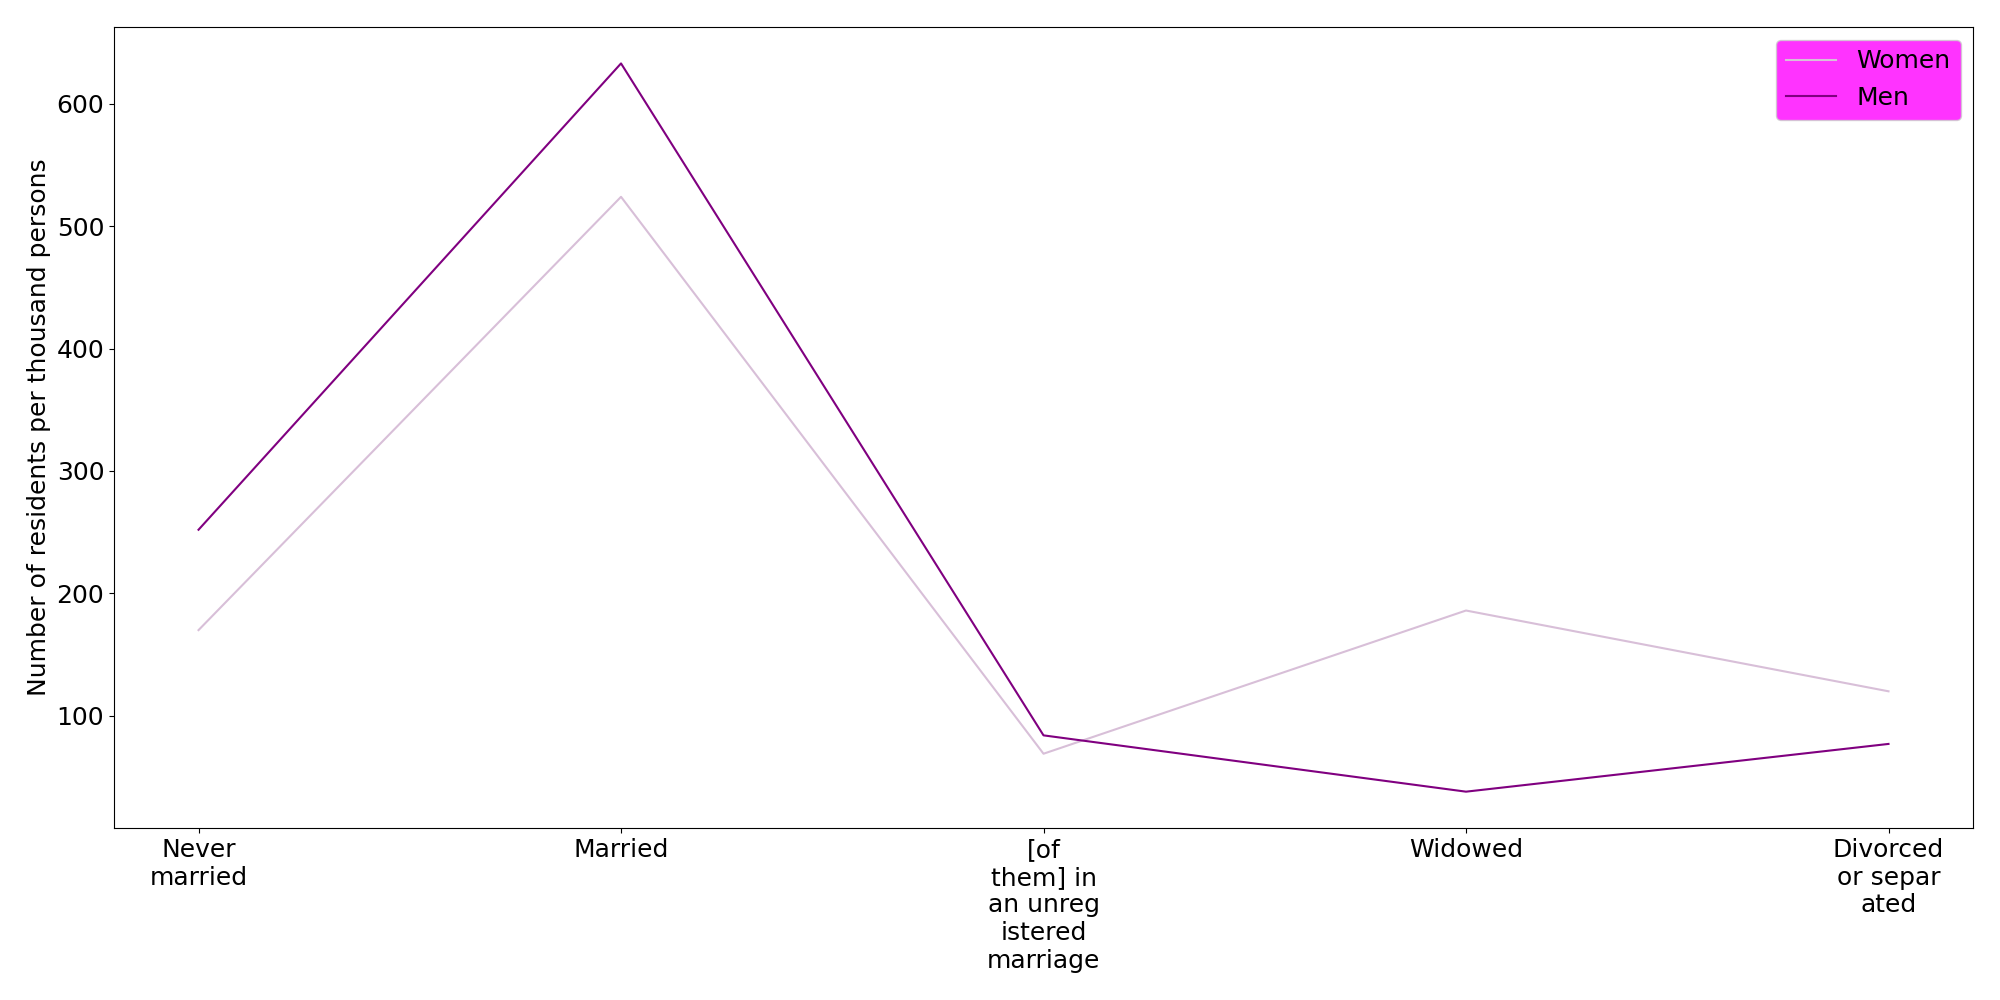 Women
Men
Number of residents per thousand persons
600
500
400
300
200
100
Never
married
Married
[of
them] in
an unreg
istered
marriage
Widowed
Divorced
or separ
ated